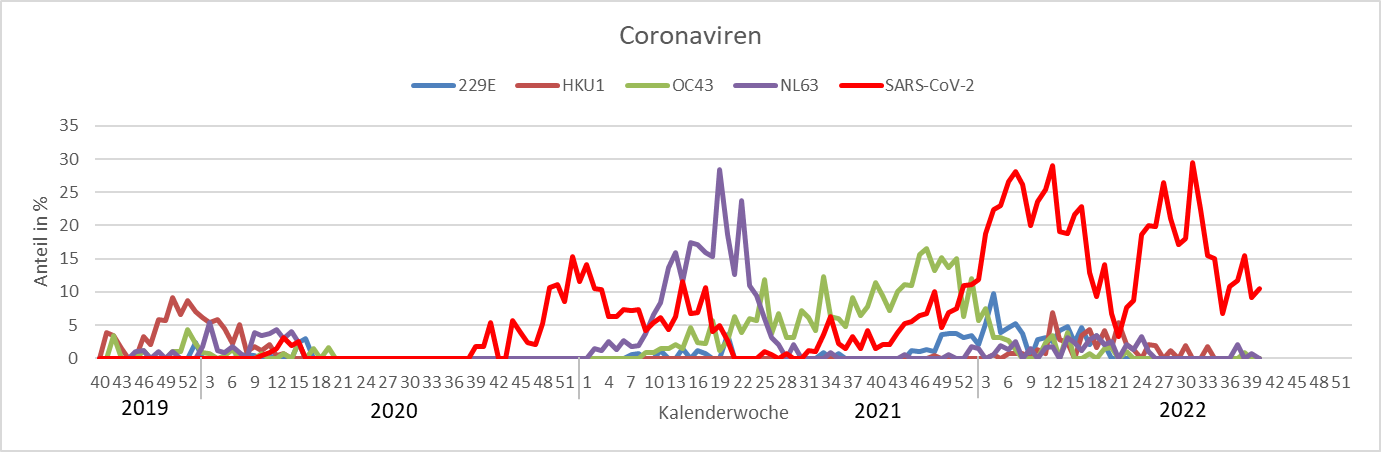 Coronaviren
229E HKU1 OC43 NL63 SARS-CoV-2
Anteil in %
35
30
25
20
15
10
5
0
40 43 46 49 52 3 6 9 12 15 18 21 24 27 30 33 36 39 42 45 48 51 1 4 7 10 13 16 19 22 25 28 31 34 37 40 43 46 49 52 3 6 9 12 15 18 21 24 27 30 33 36 39 42 45 48 51
2019 2020 Kalenderwoche 2021 2022